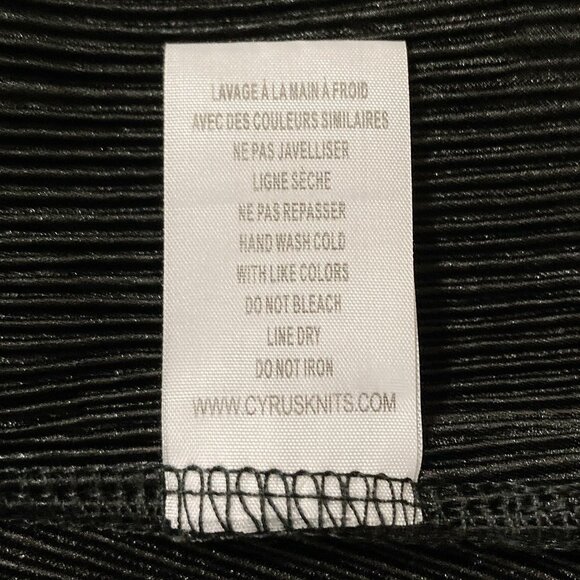 LAVAGE À LA MAIN À FROID
AVEC DES COULEURS SIMILAIRES
NE PAS JAVELLISER
LIGNE SÈCHE
NE PAS REPASSER
HAND WASH COLD
WITH LIKE COLORS
DO NOT BLEACH
LINE DRY
DO NOT IRON
WWW.CYRUSKNITS.COM